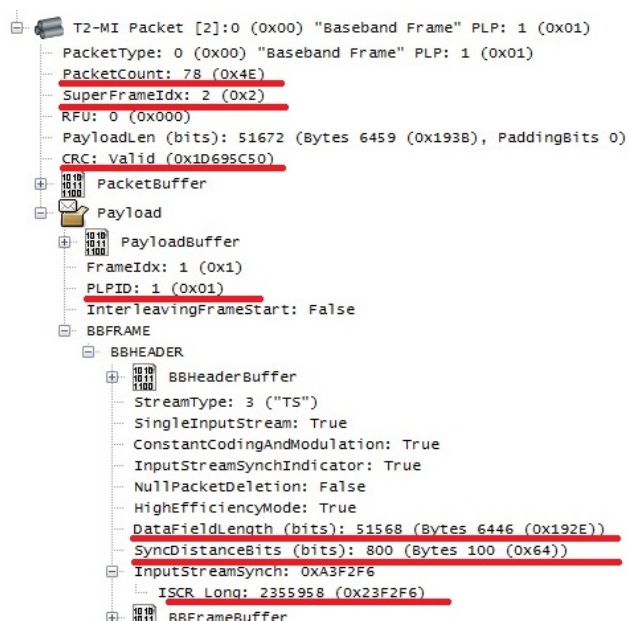 T2-MI Packet [2]:0 (0x00) "Baseband Frame" PLP: 1 (0x01)
PacketType: 0 (0x00) "Baseband Frame" PLP: 1 (0x01)
PacketCount: 78 (0x4E)
SuperFrameIdx: 2 (0x2)
RFU: 0 (0x000)
PayloadLen (bits): 51672 (Bytes 6459 (0x193B), PaddingBits 0)
CRC: Valid (0x1D695C50)
PacketBuffer
Payload
PayloadBuffer
FrameIdx: 1 (0x1)
PLPID: 1 (0x01)
InterleavingFrameStart: False
BBFRAME
BBHEADER
BBHeaderBuffer
StreamType: 3 ("TS")
SingleInputStream: True
ConstantCodingAndModulation: True
InputStreamSynchIndicator: True
NullPacketDeletion: False
HighEfficiencyMode: True
DataFieldLength (bits): 51568 (Bytes 6446 (0x192E))
SyncDistanceBits (bits): 800 (Bytes 100 (0x64))
InputStreamSynch: 0xA3F2F6
ISCR Long: 2355958 (0x23F2F6)
BBFrameBuffer